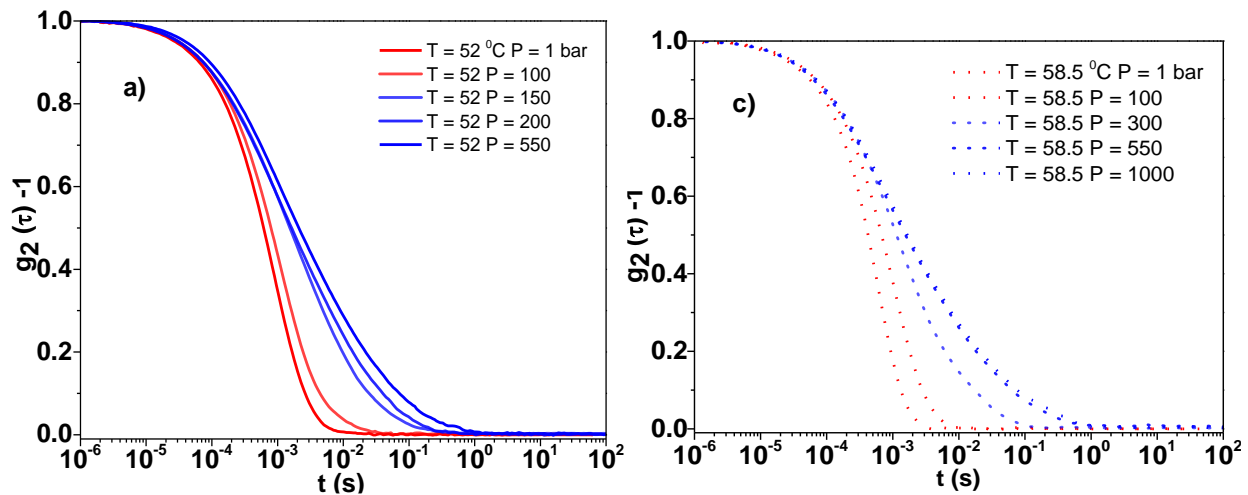 a)
T = 52 ⁰C P = 1 bar
T = 52 P = 100
T = 52 P = 150
T = 52 P = 200
T = 52 P = 550
g₂ (τ) -1
1.0
0.8
0.6
0.4
0.2
0.0
10⁻⁶ 10⁻⁵ 10⁻⁴ 10⁻³ 10⁻² 10⁻¹ 10⁰ 10¹ 10²
t (s)
c)
T = 58.5 ⁰C P = 1 bar
T = 58.5 P = 100
T = 58.5 P = 300
T = 58.5 P = 550
T = 58.5 P = 1000
g₂ (τ) -1
1.0
0.8
0.6
0.4
0.2
0.0
10⁻⁶ 10⁻⁵ 10⁻⁴ 10⁻³ 10⁻² 10⁻¹ 10⁰ 10¹ 10²
t (s)